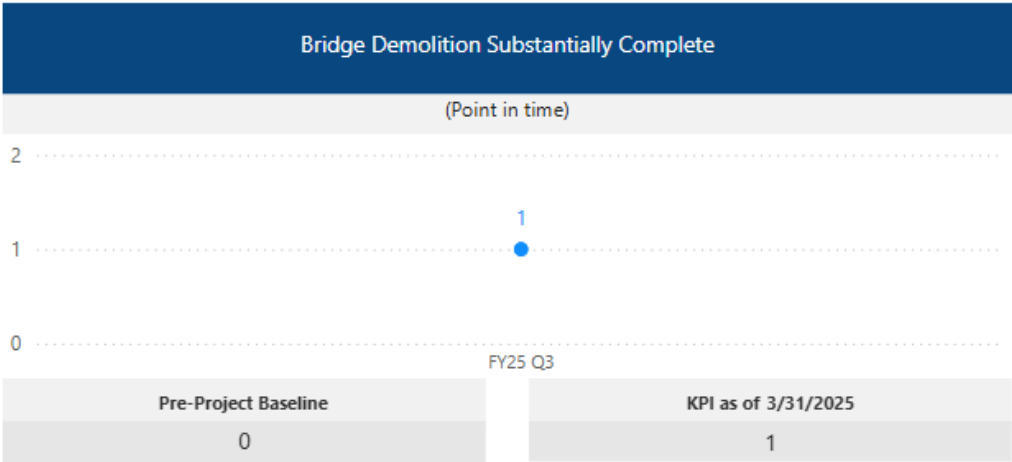 Bridge Demolition Substantially Complete
(Point in time)
2
1
1
0
FY25 Q3
Pre-Project Baseline
KPI as of 3/31/2025
0
1